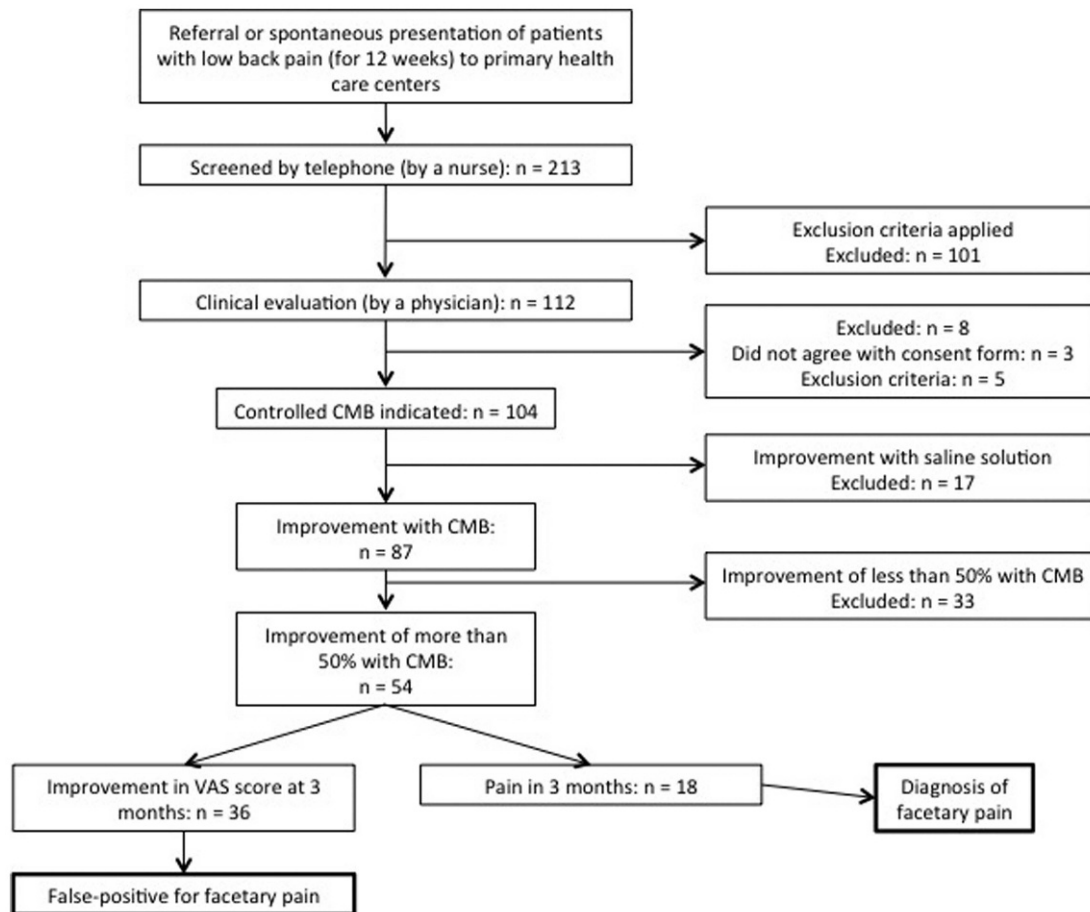 Referral or spontaneous presentation of patients
with low back pain (for 12 weeks) to primary health
care centers
Screened by telephone (by a nurse): n = 213
Exclusion criteria applied
Excluded: n = 101
Clinical evaluation (by a physician): n = 112
Excluded: n = 8
Did not agree with consent form: n = 3
Exclusion criteria: n = 5
Controlled CMB indicated: n = 104
Improvement with saline solution
Excluded: n = 17
Improvement with CMB:
n = 87
Improvement of less than 50% with CMB
Excluded: n = 33
Improvement of more than
50% with CMB:
n = 54
Improvement in VAS score at 3
months: n = 36
Pain in 3 months: n = 18
Diagnosis of
facetary pain
False-positive for facetary pain